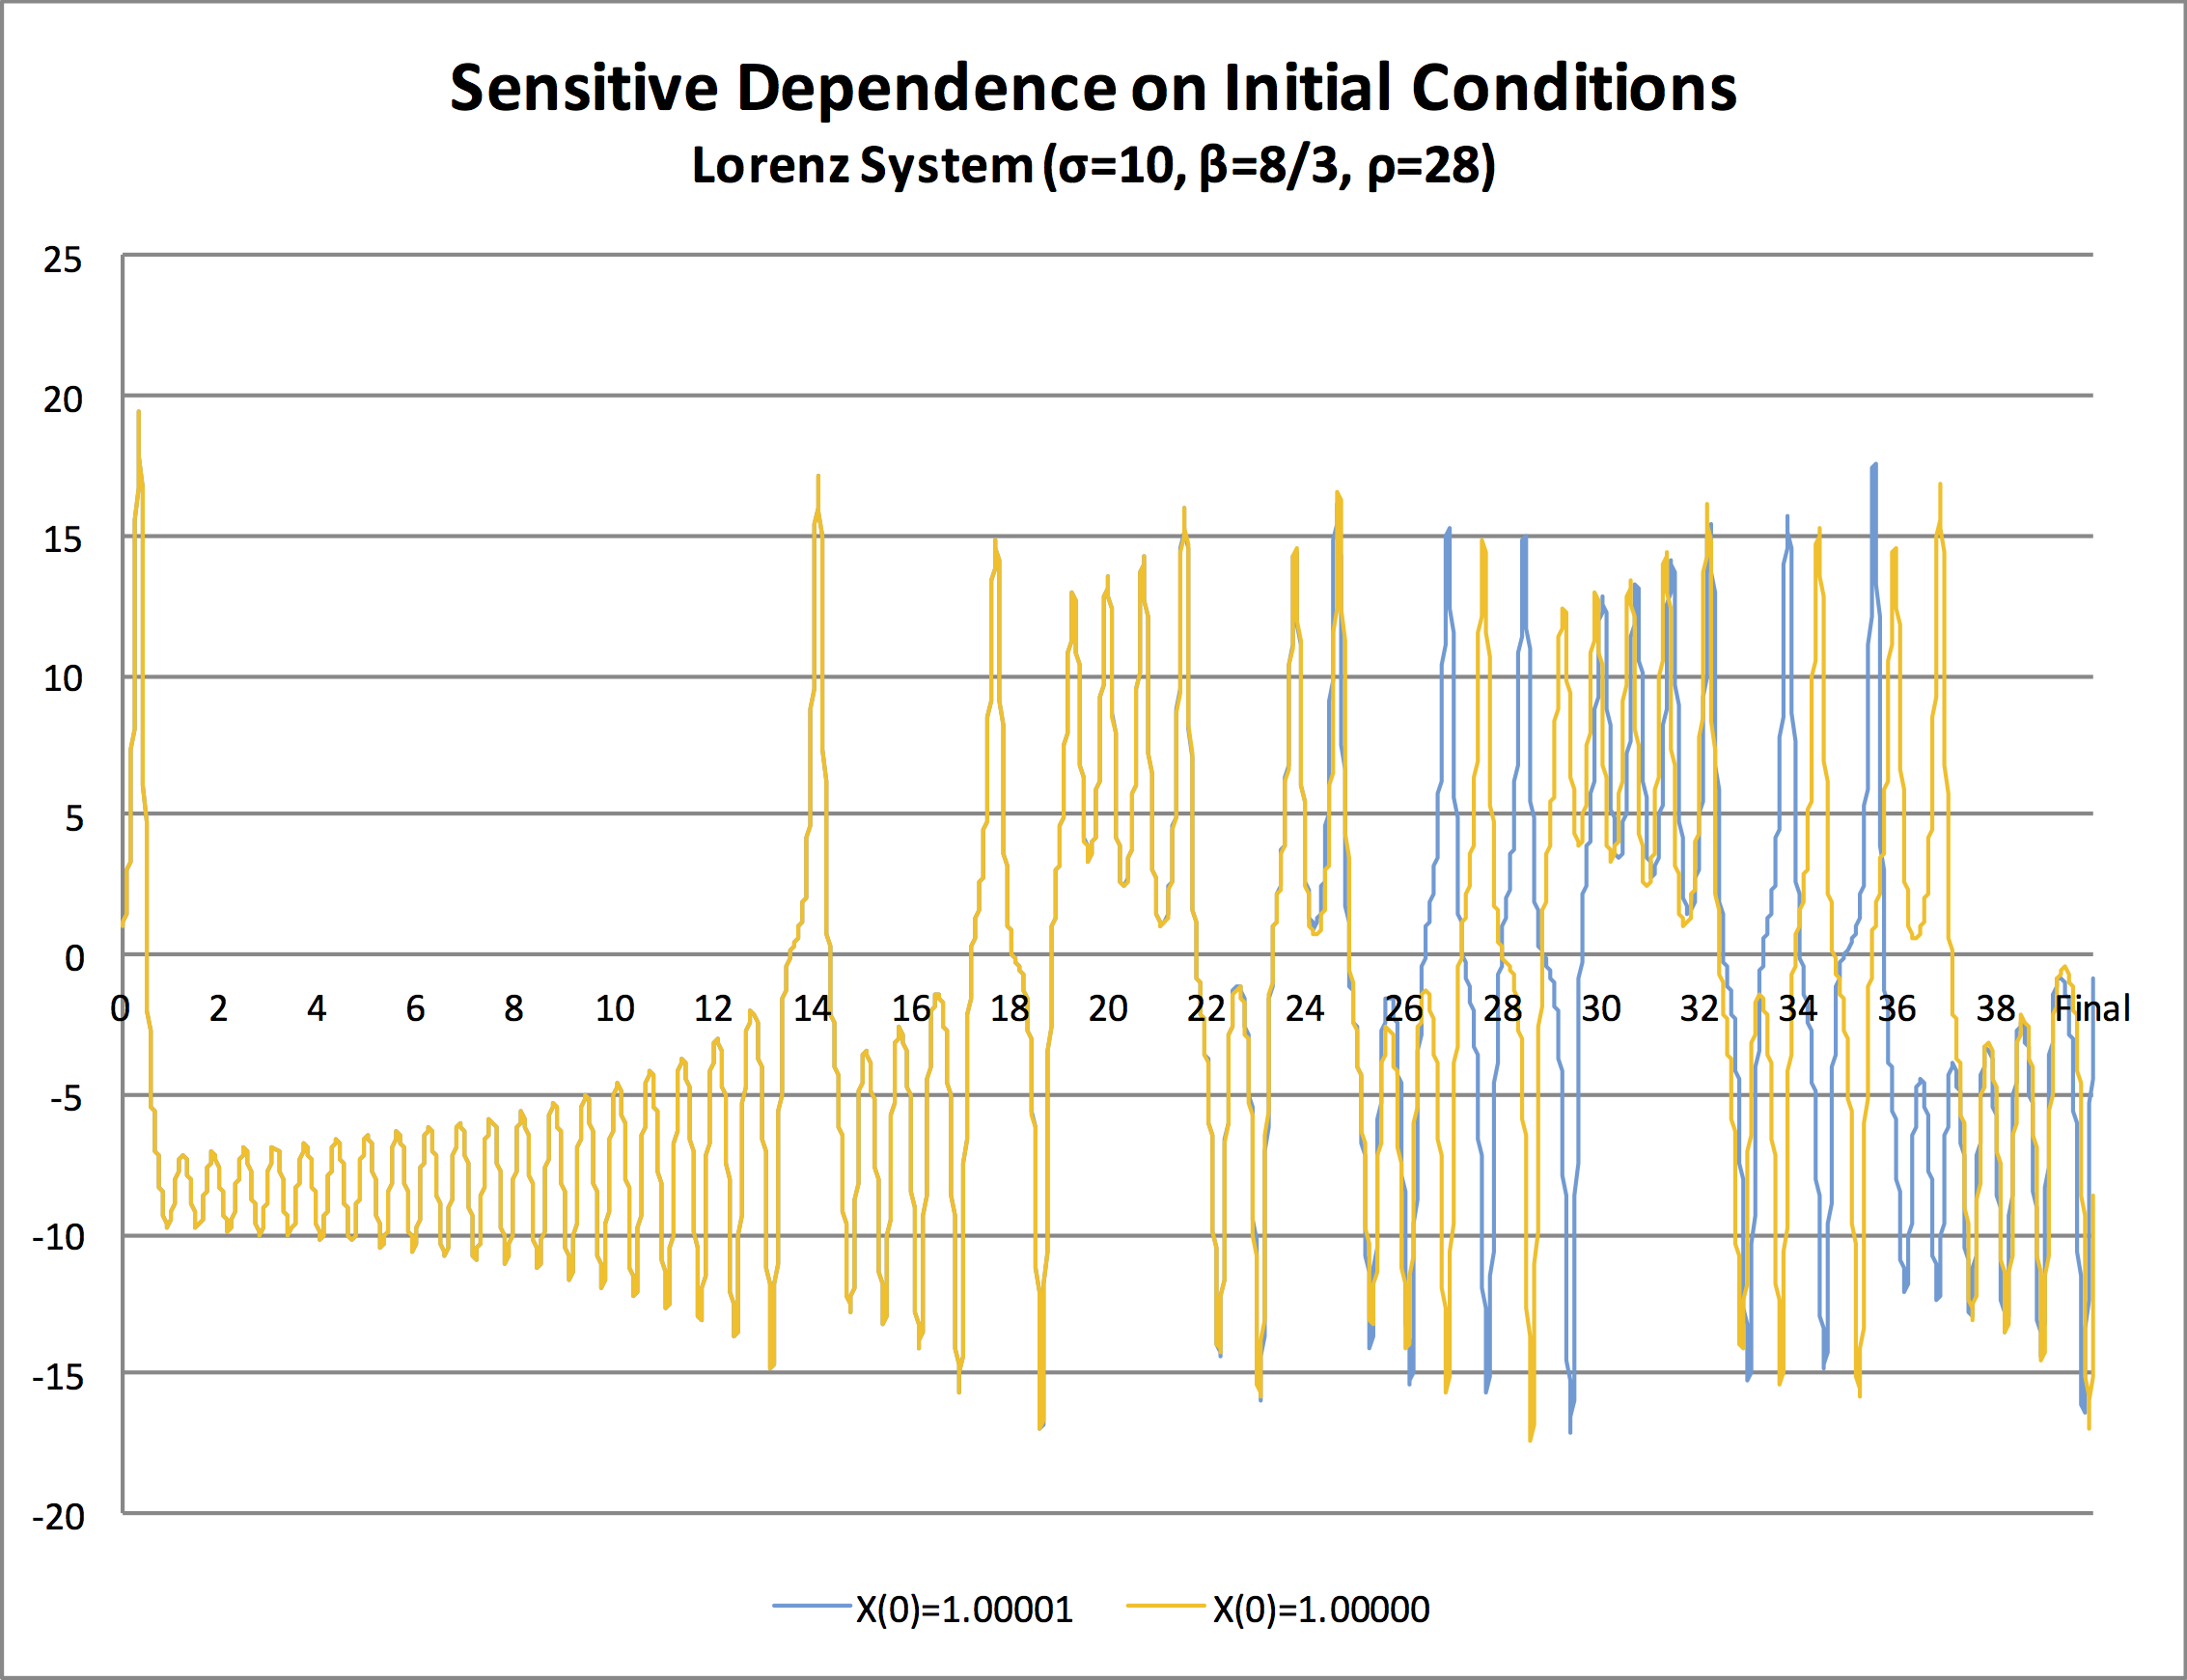 Sensitive Dependence on Initial Conditions
Lorenz System (σ=10, β=8/3, ρ=28)
25
20
15
10
5
0
0 2 4 6 8 10 12 14 16 18 20 22 24 26 28 30 32 34 36 38 Final
-5
-10
-15
-20
X(0)=1.00001 X(0)=1.00000